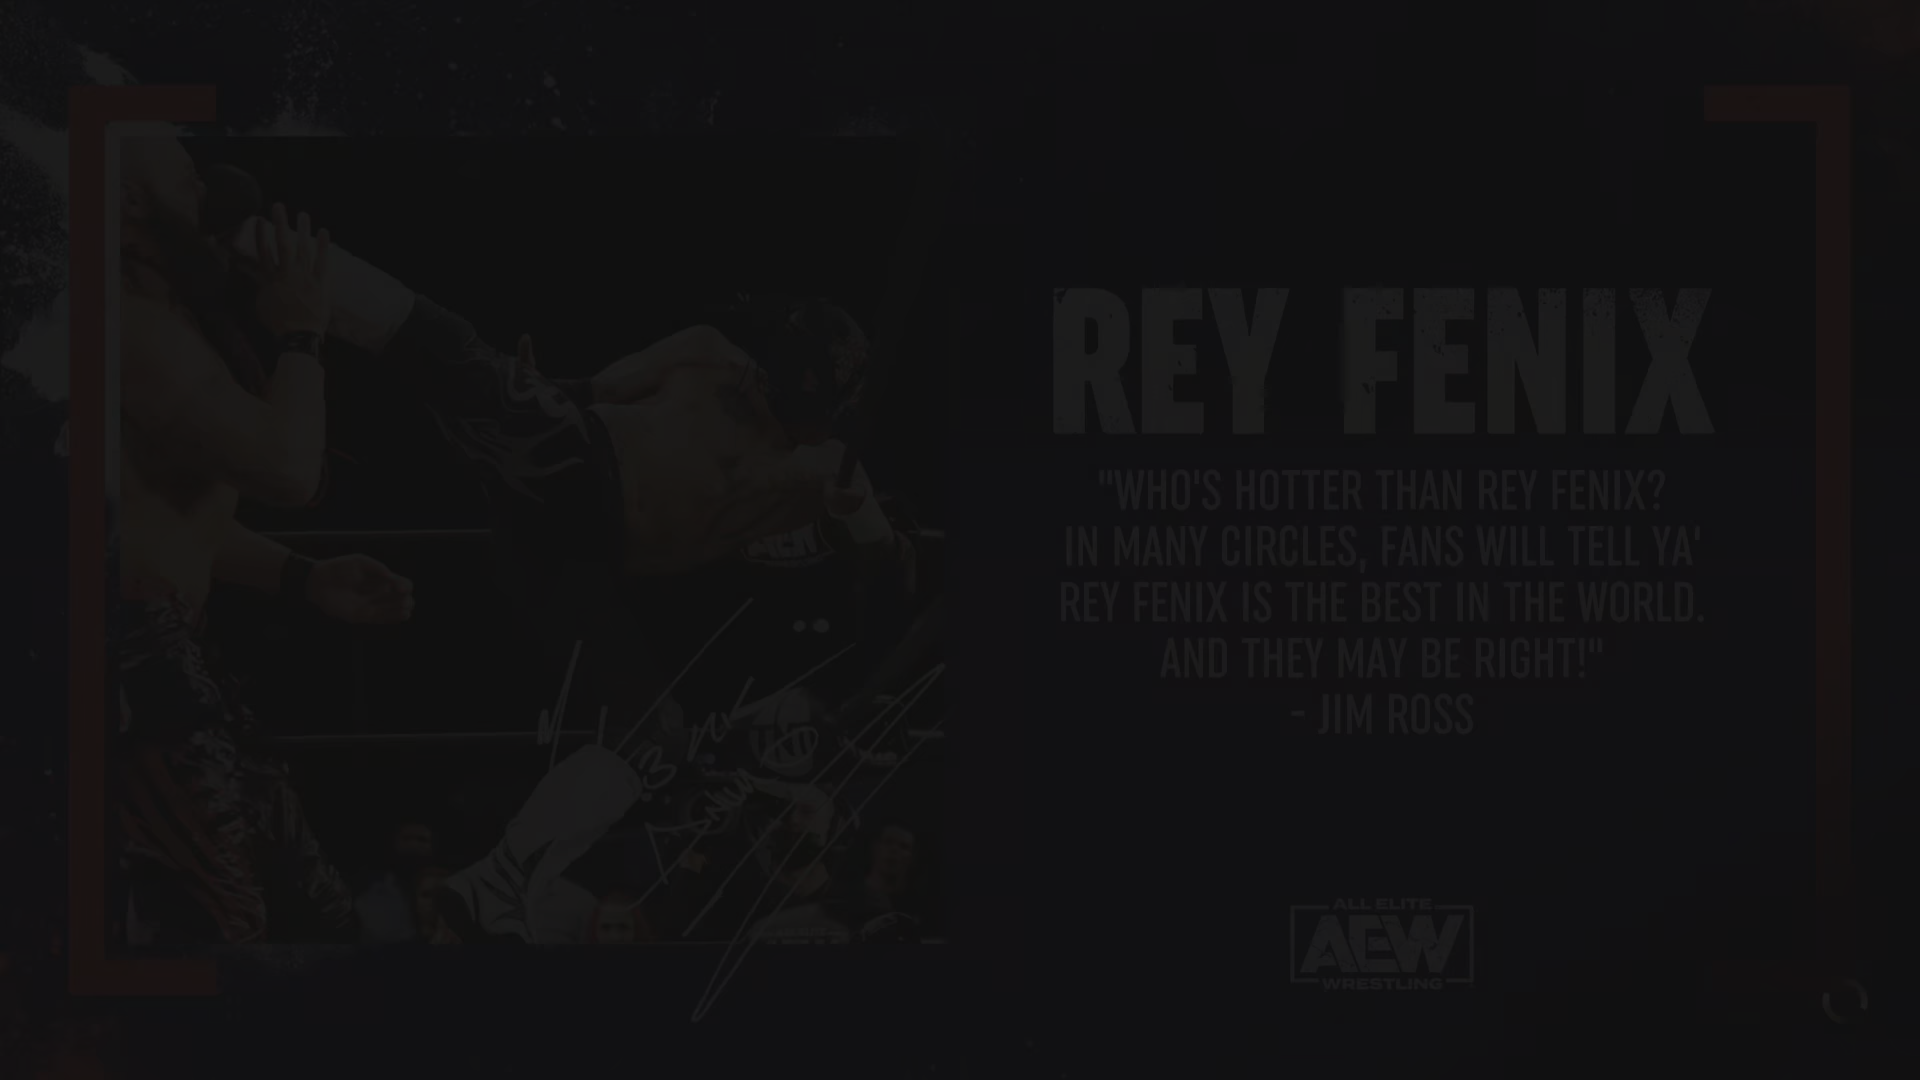 REY FENIX
"WHO'S HOTTER THAN REY FENIX?
IN MANY CIRCLES, FANS WILL TELL YA'
REY FENIX IS THE BEST IN THE WORLD.
AND THEY MAY BE RIGHT!"
- JIM ROSS
ALL ELITE
AEW
WRESTLING